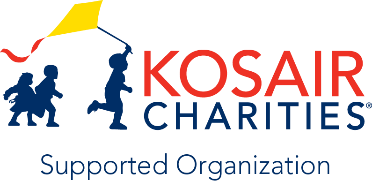 KOSAIR
CHARITIES®
Supported Organization